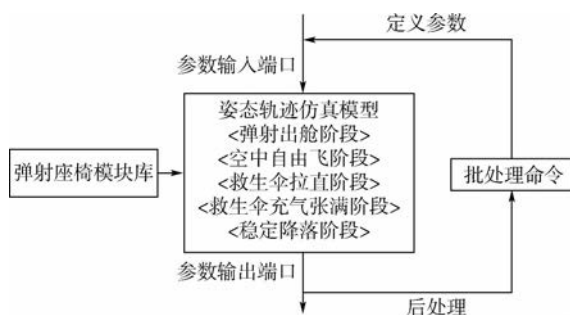 定义参数
参数输入端口
姿态轨迹仿真模型
<弹射出舱阶段>
<空中自由飞阶段>
<救生伞拉直阶段>
<救生伞充气张满阶段>
<稳定降落阶段>
弹射座椅模块库
批处理命令
参数输出端口
后处理